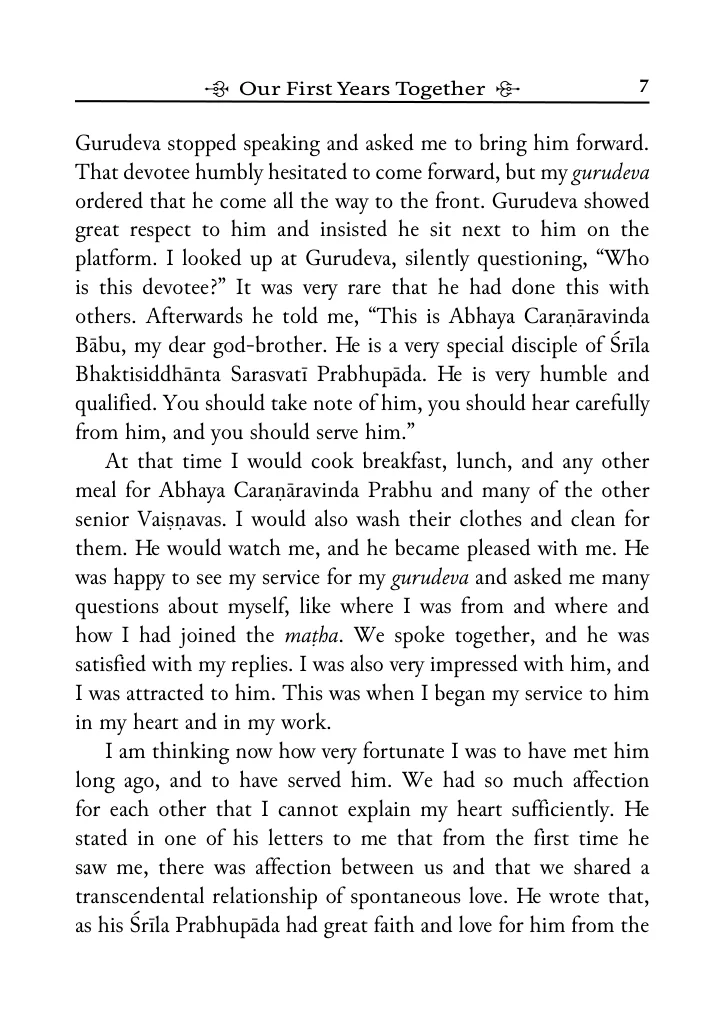 Our First Years Together 7
Gurudeva stopped speaking and asked me to bring him forward.
That devotee humbly hesitated to come forward, but my gurudeva
ordered that he come all the way to the front. Gurudeva showed
great respect to him and insisted he sit next to him on the
platform. I looked up at Gurudeva, silently questioning, “Who
is this devotee?” It was very rare that he had done this with
others. Afterwards he told me, “This is Abhaya Caraṇāravinda
Bābu, my dear god-brother. He is a very special disciple of Śrīla
Bhaktisiddhānta Sarasvatī Prabhupāda. He is very humble and
qualified. You should take note of him, you should hear carefully
from him, and you should serve him.”
At that time I would cook breakfast, lunch, and any other
meal for Abhaya Caraṇāravinda Prabhu and many of the other
senior Vaiṣṇavas. I would also wash their clothes and clean for
them. He would watch me, and he became pleased with me. He
was happy to see my service for my gurudeva and asked me many
questions about myself, like where I was from and where and
how I had joined the maṭha. We spoke together, and he was
satisfied with my replies. I was also very impressed with him, and
I was attracted to him. This was when I began my service to him
in my heart and in my work.
I am thinking now how very fortunate I was to have met him
long ago, and to have served him. We had so much affection
for each other that I cannot explain my heart sufficiently. He
stated in one of his letters to me that from the first time he
saw me, there was affection between us and that we shared a
transcendental relationship of spontaneous love. He wrote that,
as his Śrīla Prabhupāda had great faith and love for him from the